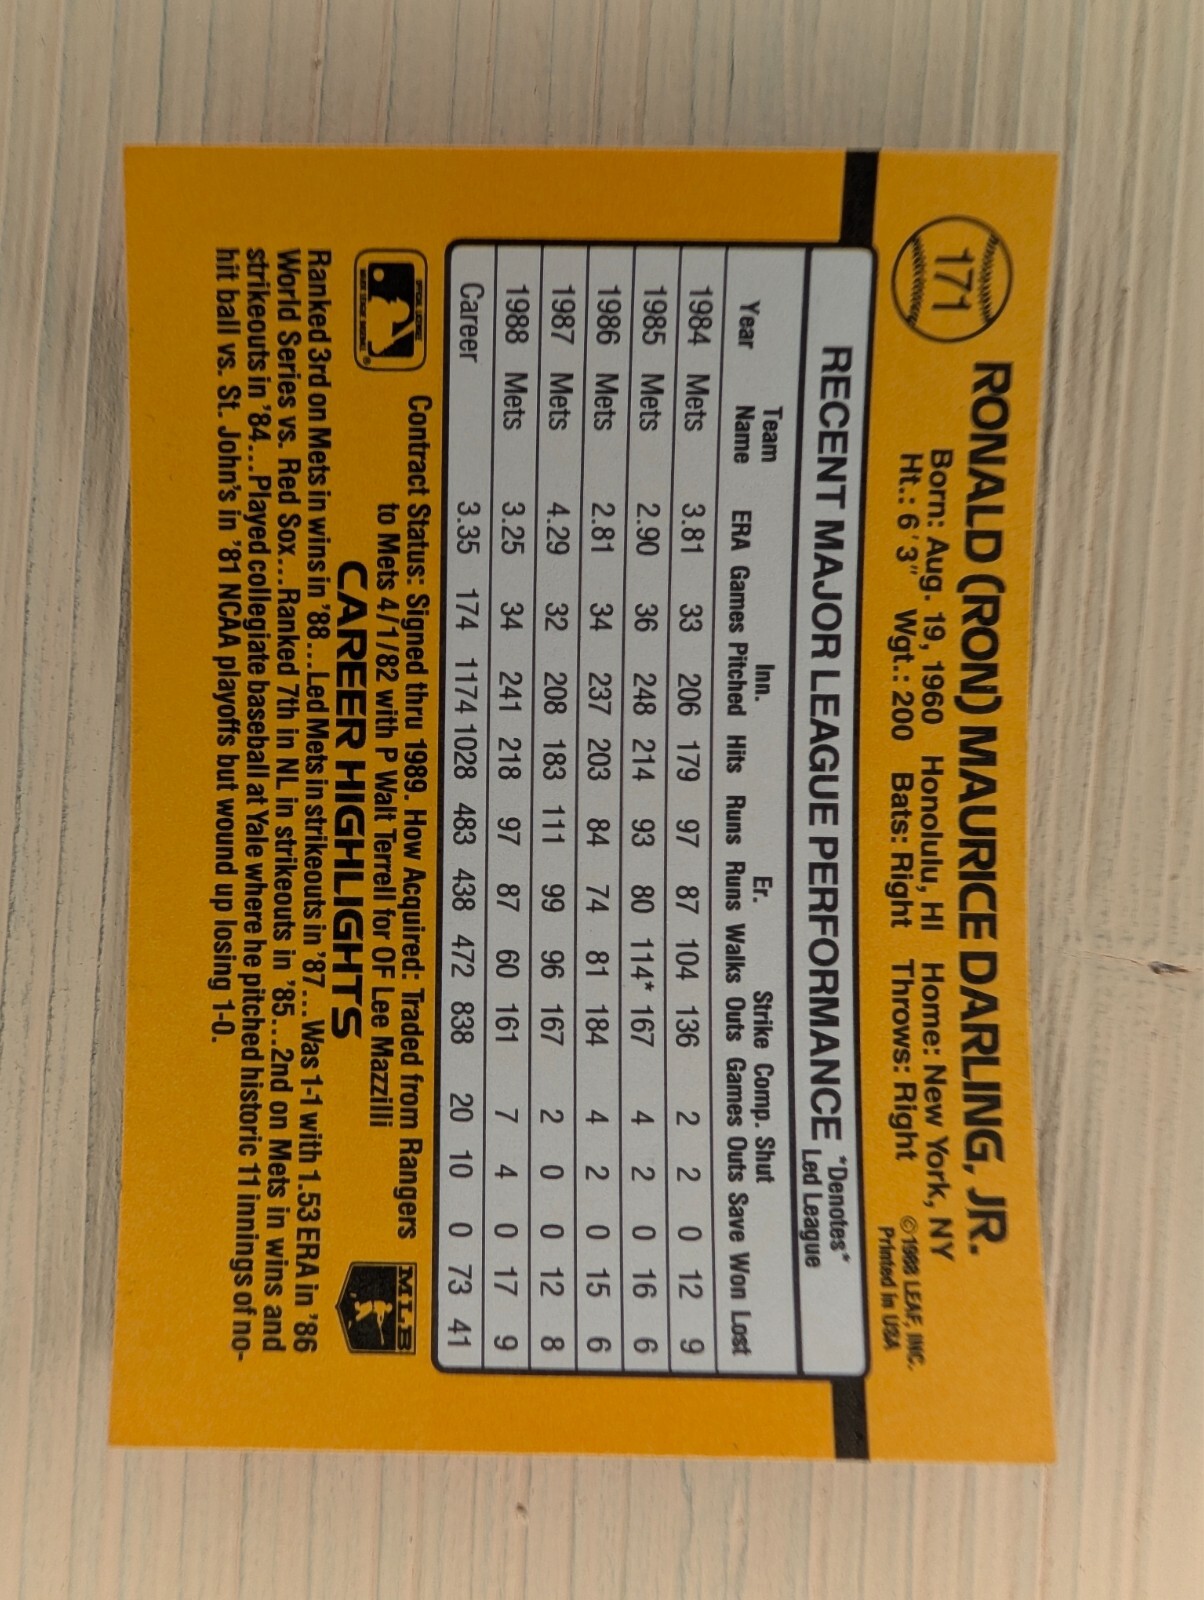 171
RONALD (RON) MAURICE DARLING, JR.
Born: Aug. 19, 1960 Honolulu, HI Home: New York, NY
Ht.: 6'3" Wgt.: 200 Bats: Right Throws: Right
©1988 LEAF, INC.
Printed in USA
RECENT MAJOR LEAGUE PERFORMANCE *Denotes*
Led League
Team Inn. Er. Strike Comp. Shut
Year Name ERA Games Pitched Hits Runs Runs Walks Outs Games Outs Save Won Lost
1984 Mets 3.81 33 206 179 97 87 104 136 2 2 0 12 9
1985 Mets 2.90 36 248 214 93 80 114* 167 4 2 0 16 6
1986 Mets 2.81 34 237 203 84 74 81 184 4 2 0 15 6
1987 Mets 4.29 32 208 183 111 99 96 167 2 0 0 12 8
1988 Mets 3.25 34 241 218 97 87 60 161 7 4 0 17 9
Career 3.35 174 1174 1028 483 438 472 838 20 10 0 73 41
Contract Status: Signed thru 1989. How Acquired: Traded from Rangers
to Mets 4/1/82 with P Walt Terrell for OF Lee Mazzilli
MLB
CAREER HIGHLIGHTS
Ranked 3rd on Mets in wins in '88...Led Mets in strikeouts in '87...Was 1-1 with 1.53 ERA in '86
World Series vs. Red Sox...Ranked 7th in NL in strikeouts in '85...2nd on Mets in wins and
strikeouts in '84...Played collegiate baseball at Yale where he pitched historic 11 innings of no-
hit ball vs. St. John's in '81 NCAA playoffs but wound up losing 1-0.